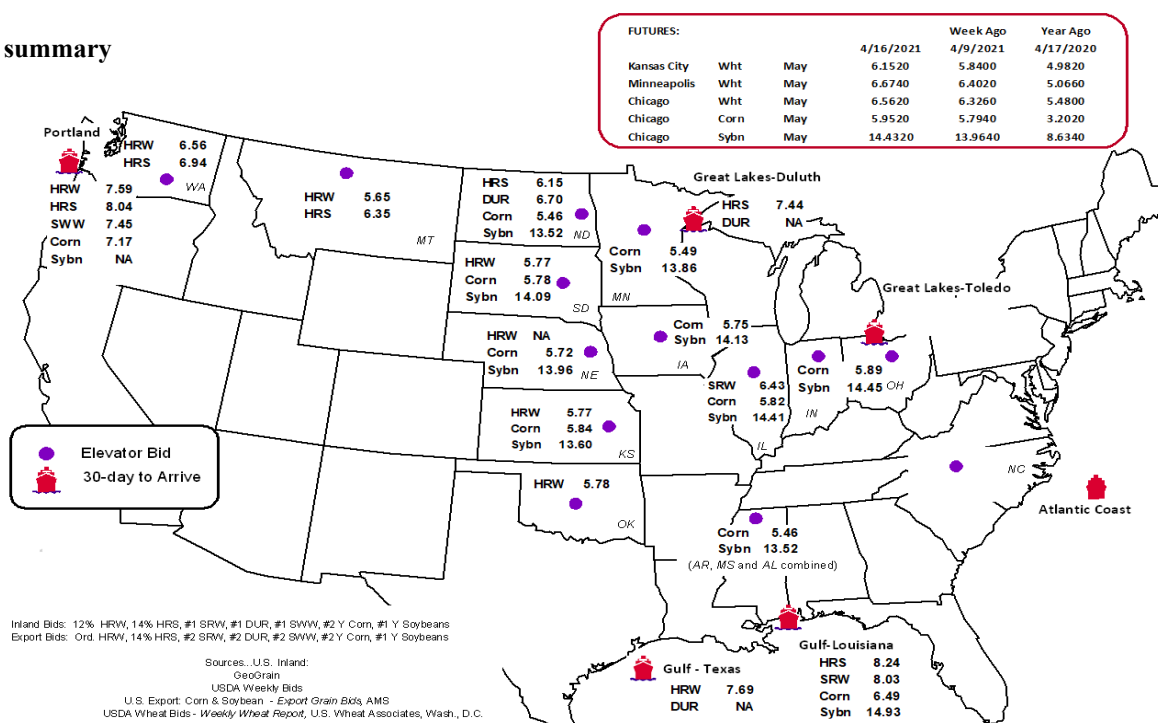 summary
FUTURES:
Week Ago Year Ago
4/16/2021 4/9/2021 4/17/2020
Kansas City Wht May 6.1520 5.8400 4.9820
Minneapolis Wht May 6.6740 6.4020 5.0660
Chicago Wht May 6.5620 6.3260 5.4800
Chicago Corn May 5.9520 5.7940 3.2020
Chicago Sybn May 14.4320 13.9640 8.6340
Portland
HRW 7.59
HRS 8.04
SWW 7.45
Corn 7.17
Sybn NA
HRW 6.56
HRS 6.94
WA
HRW 5.65
HRS 6.35
MT
HRS 6.15
DUR 6.70
Corn 5.46
Sybn 13.52 ND
HRW 5.77
Corn 5.78
Sybn 14.09
SD
HRW NA
Corn 5.72
Sybn 13.96 NE
HRW 5.77
Corn 5.84
Sybn 13.60
KS
HRW 5.78
OK
Great Lakes-Duluth
HRS 7.44
DUR NA
Corn 5.49
Sybn 13.86
MN
Corn 5.75
Sybn 14.13
IA
SRW 6.43
Corn 5.82
Sybn 14.41
IL
Great Lakes-Toledo
Corn 5.89
Sybn 14.45 OH
IN
NC
Atlantic Coast
Corn 5.46
Sybn 13.52
(AR, MS and AL combined)
Elevator Bid
30-day to Arrive
Gulf - Texas
HRW 7.69
DUR NA
Gulf-Louisiana
HRS 8.24
SRW 8.03
Corn 6.49
Sybn 14.93
Inland Bids: 12% HRW, 14% HRS, #1 SRW, #1 DUR, #1 SWW, #2 Y Corn, #1 Y Soybeans
Export Bids: Ord. HRW, 14% HRS, #2 SRW, #2 DUR, #2 SWW, #2 Y Corn, #1 Y Soybeans
Sources...U.S. Inland:
GeoGrain
USDA Weekly Bids
U.S. Export: Corn & Soybean - Export Grain Bids, AMS
USDA Wheat Bids - Weekly Wheat Report, U.S. Wheat Associates, Wash., D.C.